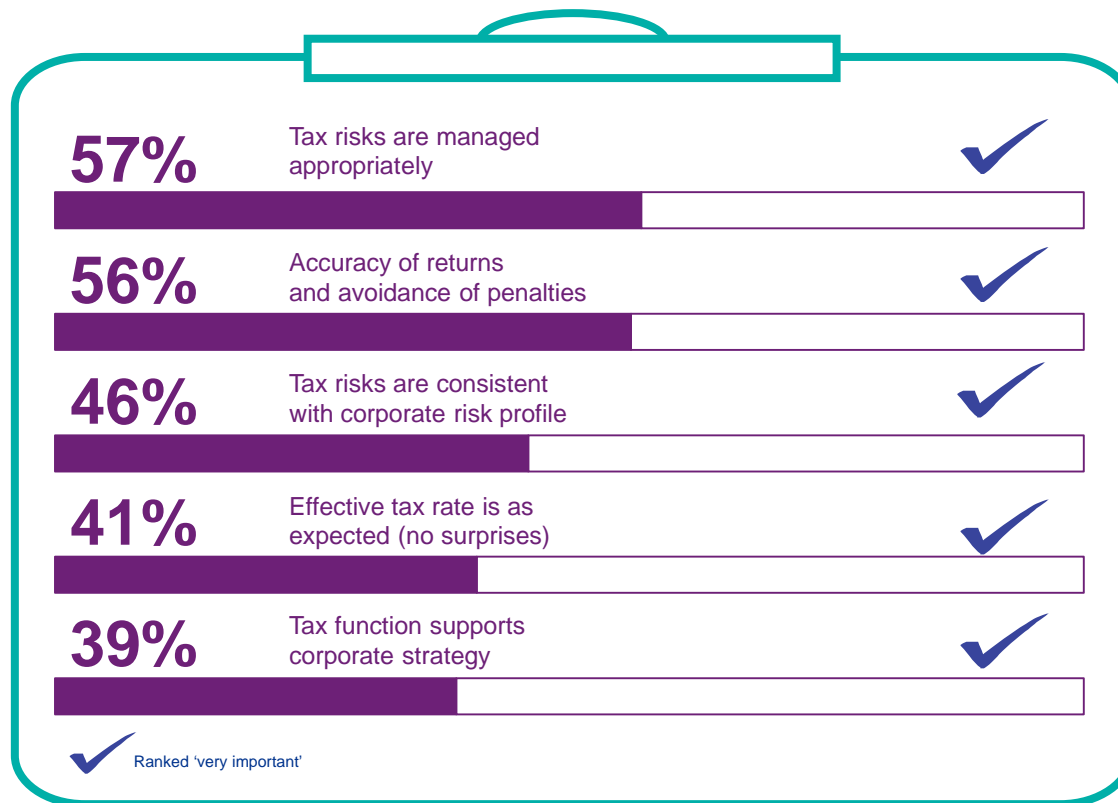 57%
Tax risks are managed
appropriately
56%
Accuracy of returns
and avoidance of penalties
46%
Tax risks are consistent
with corporate risk profile
41%
Effective tax rate is as
expected (no surprises)
39%
Tax function supports
corporate strategy
Ranked ‘very important’